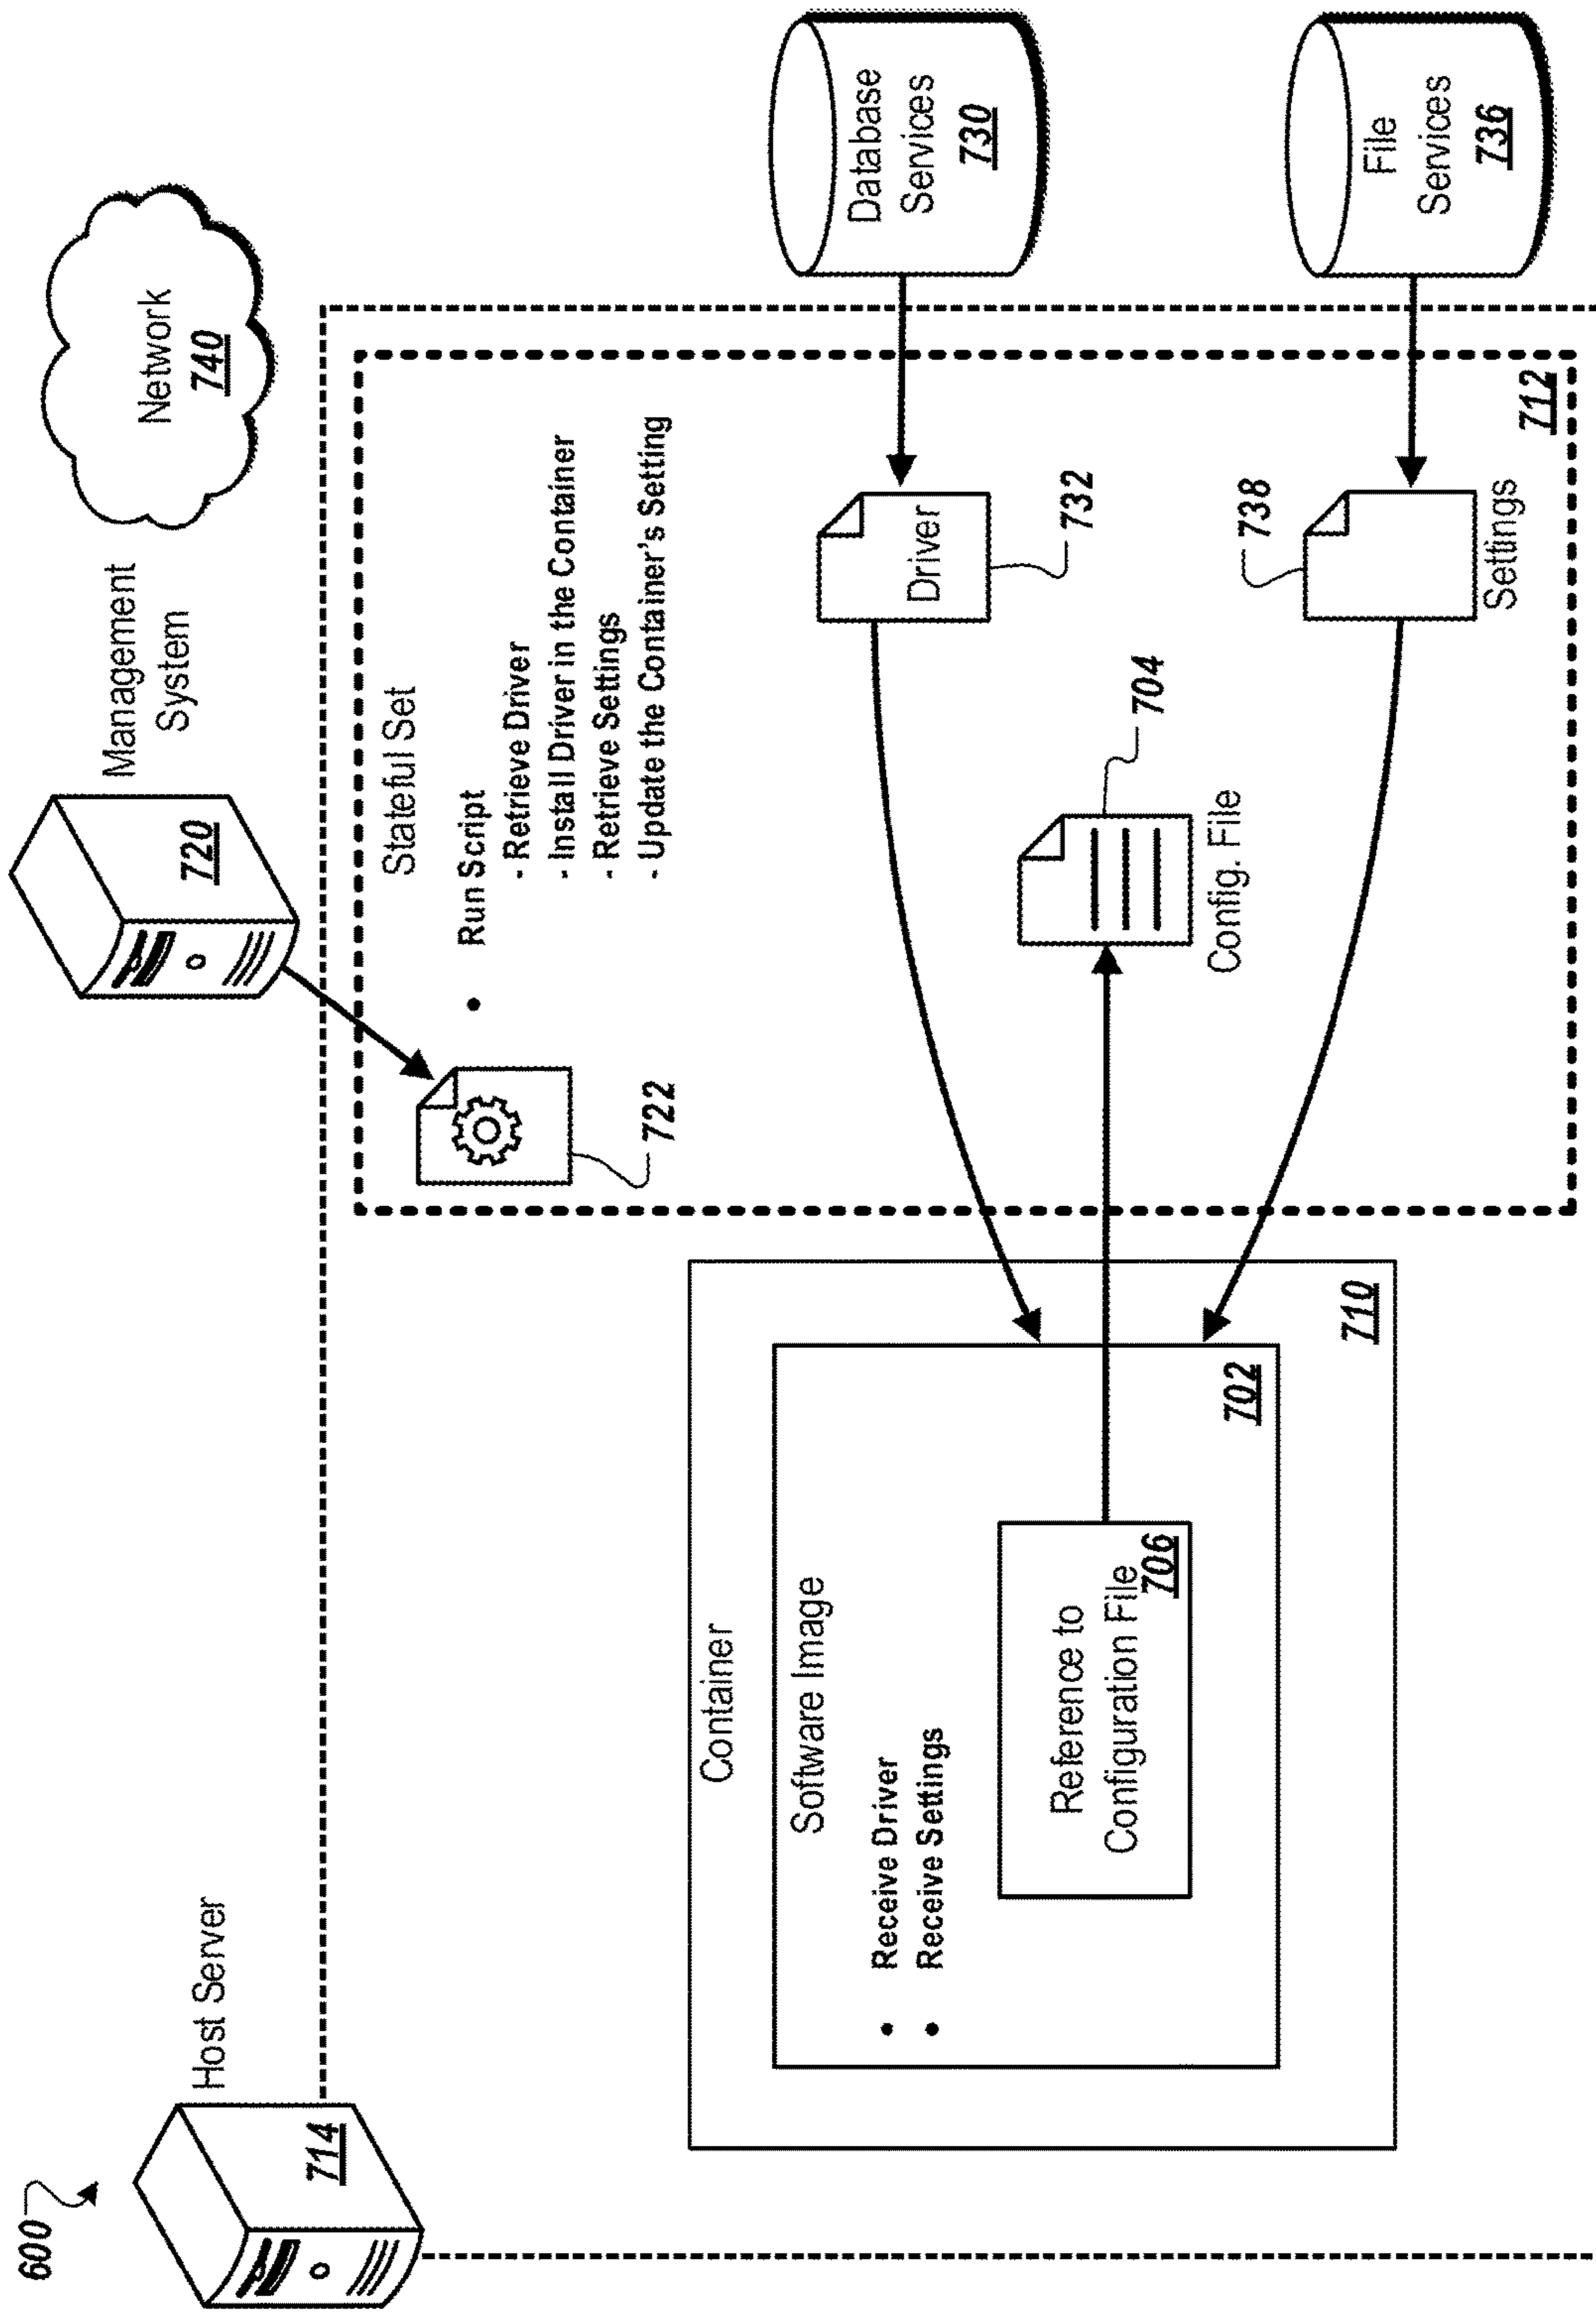 600
Host Server
714
Management
System
720
Network
740
Container
Software Image
• Receive Driver
• Receive Settings
Reference to
Configuration File
706
702
710
Stateful Set
• Run Script
- Retrieve Driver
- Install Driver in the Container
- Retrieve Settings
- Update the Container's Setting
722
Driver
732
704
Config. File
738
Settings
712
Database
Services
730
File
Services
736